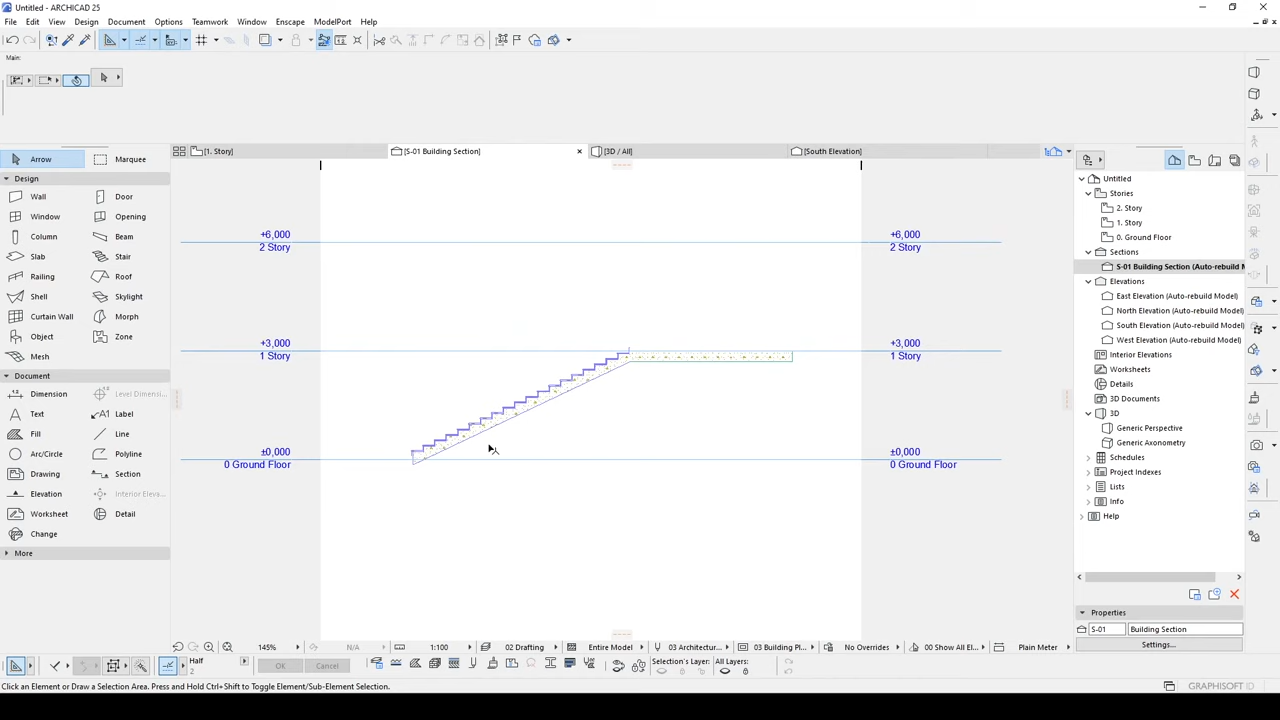 Untitled - ARCHICAD 25
File Edit View Design Document Options Teamwork Window Enscape ModelPort Help
Main:
[1. Story]
[S-01 Building Section]
[3D / All]
[South Elevation]
Arrow Marquee
Design
Wall Door
Window Opening
Column Beam
Slab Stair
Railing Roof
Shell Skylight
Curtain Wall Morph
Object Zone
Mesh
Document
Dimension Level Dimensi...
Text Label
Fill Line
Arc/Circle Polyline
Drawing Section
Elevation Interior Eleva...
Worksheet Detail
Change
More
+6,000 +6,000
2 Story 2 Story
+3,000 +3,000
1 Story 1 Story
±0,000 ±0,000
0 Ground Floor 0 Ground Floor
Untitled
Stories
2. Story
1. Story
0. Ground Floor
Sections
S-01 Building Section (Auto-rebuild M
Elevations
East Elevation (Auto-rebuild Model)
North Elevation (Auto-rebuild Model)
South Elevation (Auto-rebuild Model)
West Elevation (Auto-rebuild Model)
Interior Elevations
Worksheets
Details
3D Documents
3D
Generic Perspective
Generic Axonometry
Schedules
Project Indexes
Lists
Info
Help
Properties
S-01 Building Section
Settings...
145% N/A 1:100 02 Drafting Entire Model 03 Architectur... 03 Building Pl... No Overrides 00 Show All El... Plain Meter
Half
2
OK Cancel
Selection's Layer: All Layers:
Click an Element or Draw a Selection Area. Press and Hold Ctrl+Shift to Toggle Element/Sub-Element Selection.
GRAPHISOFT ID